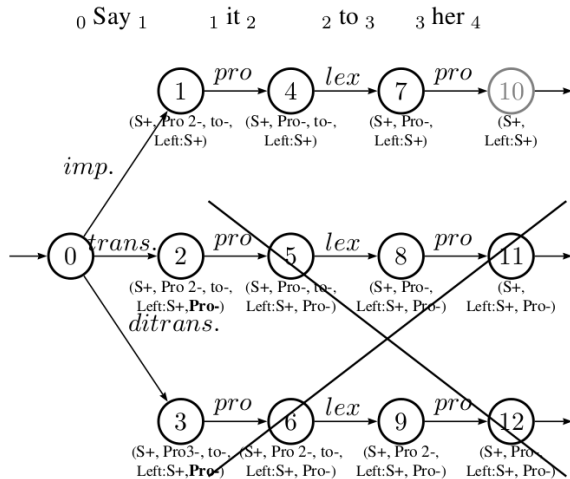 0 Say 1 1 it 2 2 to 3 3 her 4
pro lex pro
1 4 7 10
(S+, Pro 2-, to-, (S+, Pro-, to-, (S+, Pro-, (S+,
Left:S+) Left:S+) Left:S+) Left:S+)
imp.
trans. pro lex pro
0 2 5 8 11
(S+, Pro 2-, to-, (S+, Pro-, to-, (S+, Pro-, (S+,
Left:S+,Pro-) Left:S+, Pro-) Left:S+, Pro-) Left:S+, Pro-)
ditrans.
pro lex pro
3 6 9 12
(S+, Pro3-, to-, (S+, Pro 2-, to-, (S+, Pro 2-, (S+, Pro-,
Left:S+,Pro-) Left:S+, Pro-) Left:S+, Pro-) Left:S+, Pro-)